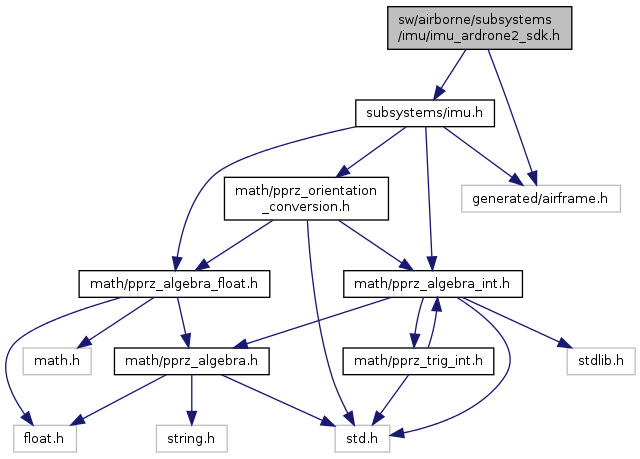 sw/airborne/subsystems
/imu/imu_ardrone2_sdk.h
subsystems/imu.h
math/pprz_orientation
_conversion.h
generated/airframe.h
math/pprz_algebra_float.h
math/pprz_algebra_int.h
math.h
math/pprz_algebra.h
math/pprz_trig_int.h
stdlib.h
float.h
string.h
std.h